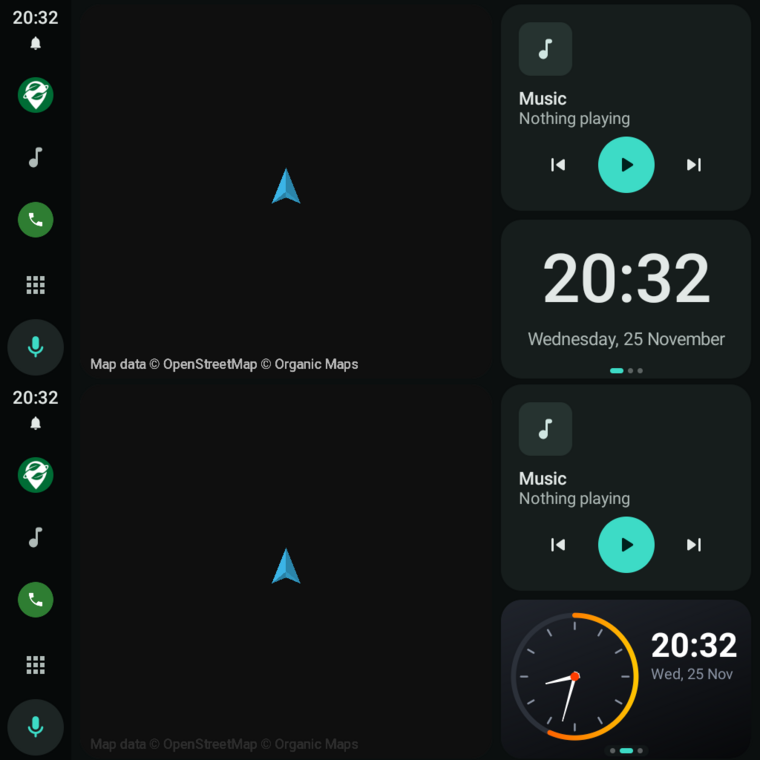 20:32
Music
Nothing playing
20:32
Wednesday, 25 November
Map data © OpenStreetMap © Organic Maps
20:32
Music
Nothing playing
20:32
Wed, 25 Nov
Map data © OpenStreetMap © Organic Maps